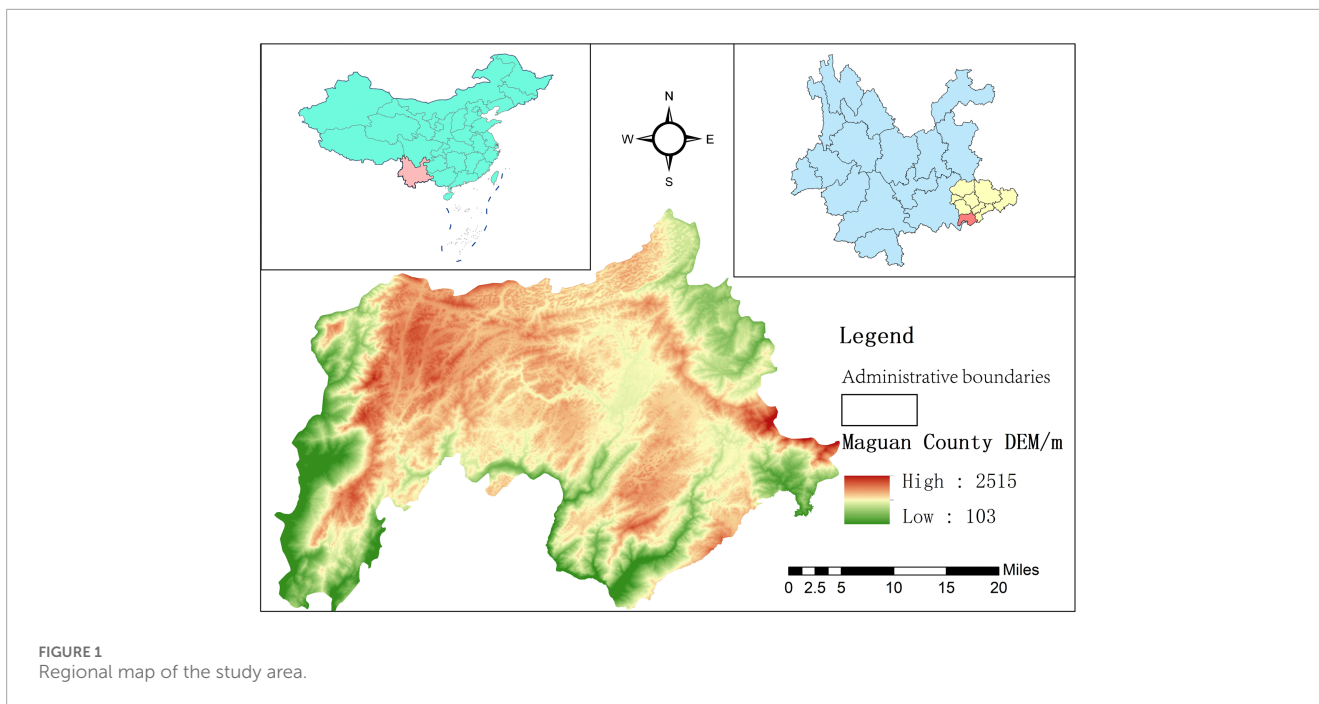 N
W E
S
Legend
Administrative boundaries
Maguan County DEM/m
High : 2515
Low : 103
Miles
0 2.5 5 10 15 20
FIGURE 1
Regional map of the study area.